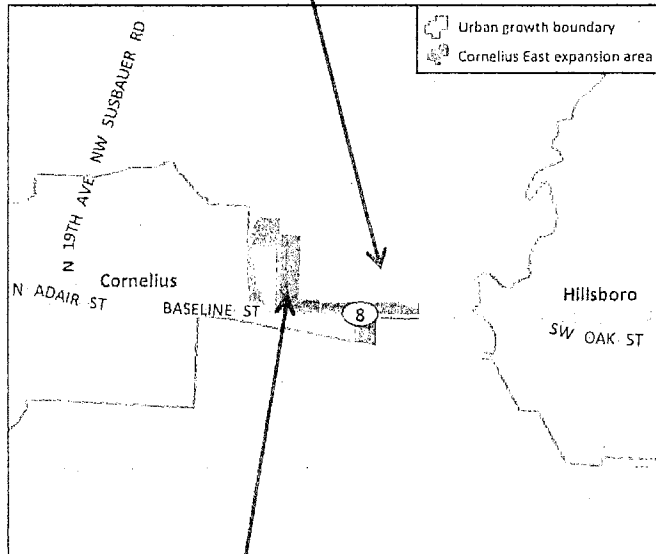 Urban growth boundary
Cornelius East expansion area
NW SUSBAUER RD
N 19TH AVE
Cornelius
N ADAIR ST
BASELINE ST
8
Hillsboro
SW OAK ST